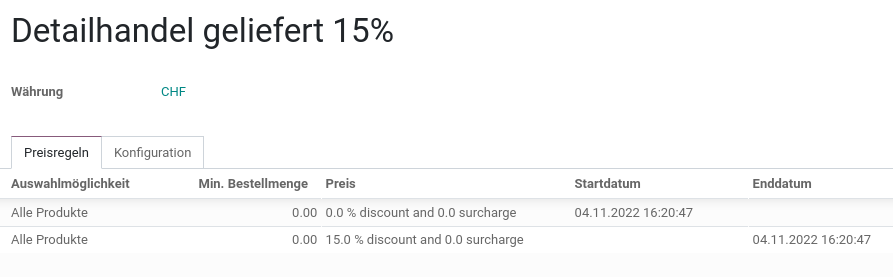 Detailhandel geliefert 15%
Währung CHF
Preisregeln Konfiguration
Auswahlmöglichkeit Min. Bestellmenge Preis Startdatum Enddatum
Alle Produkte 0.00 0.0 % discount and 0.0 surcharge 04.11.2022 16:20:47
Alle Produkte 0.00 15.0 % discount and 0.0 surcharge 04.11.2022 16:20:47